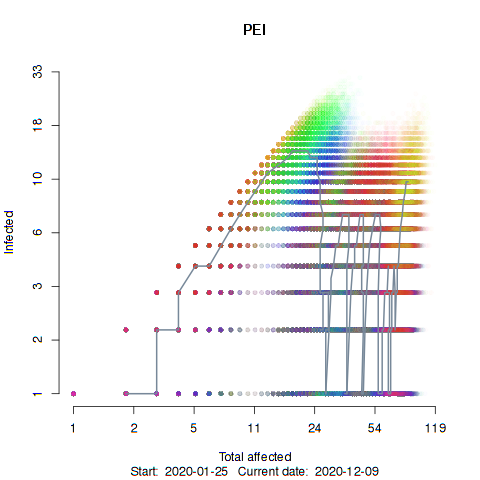 PEI
33
18
10
6
3
2
1
Infected
1 2 5 11 24 54 119
Total affected
Start: 2020-01-25 Current date: 2020-12-09